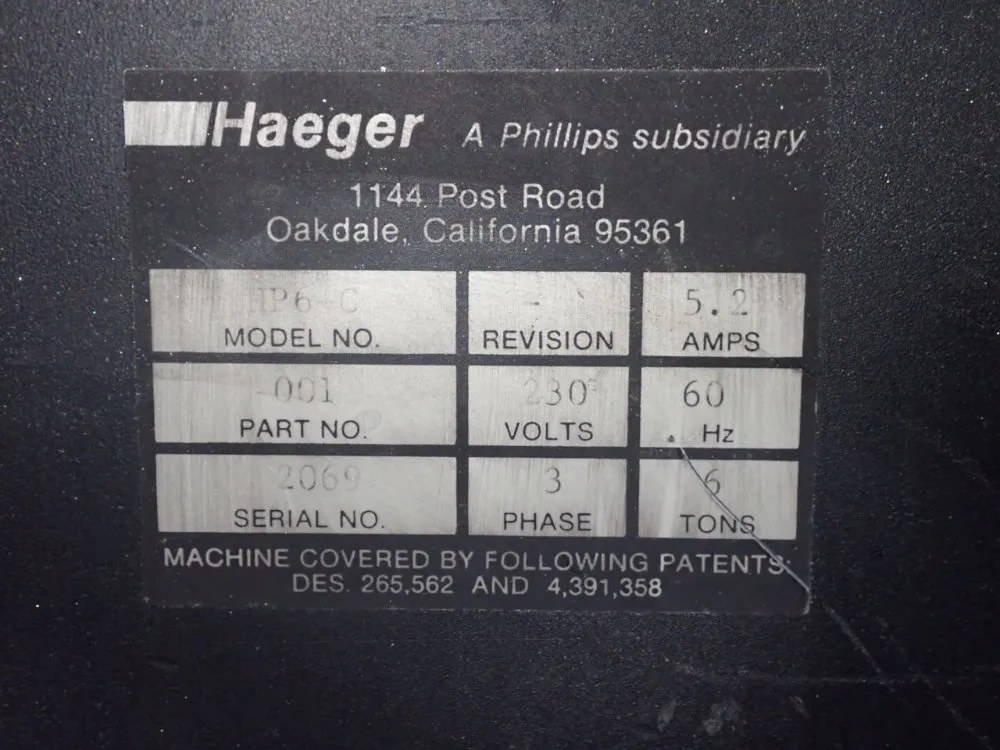 Haeger A Phillips subsidiary
1144 Post Road
Oakdale, California 95361
HP6-C - 5.2
MODEL NO. REVISION AMPS
001 230 60
PART NO. VOLTS Hz
2069 3 6
SERIAL NO. PHASE TONS
MACHINE COVERED BY FOLLOWING PATENTS:
DES. 265,562 AND 4,391,358